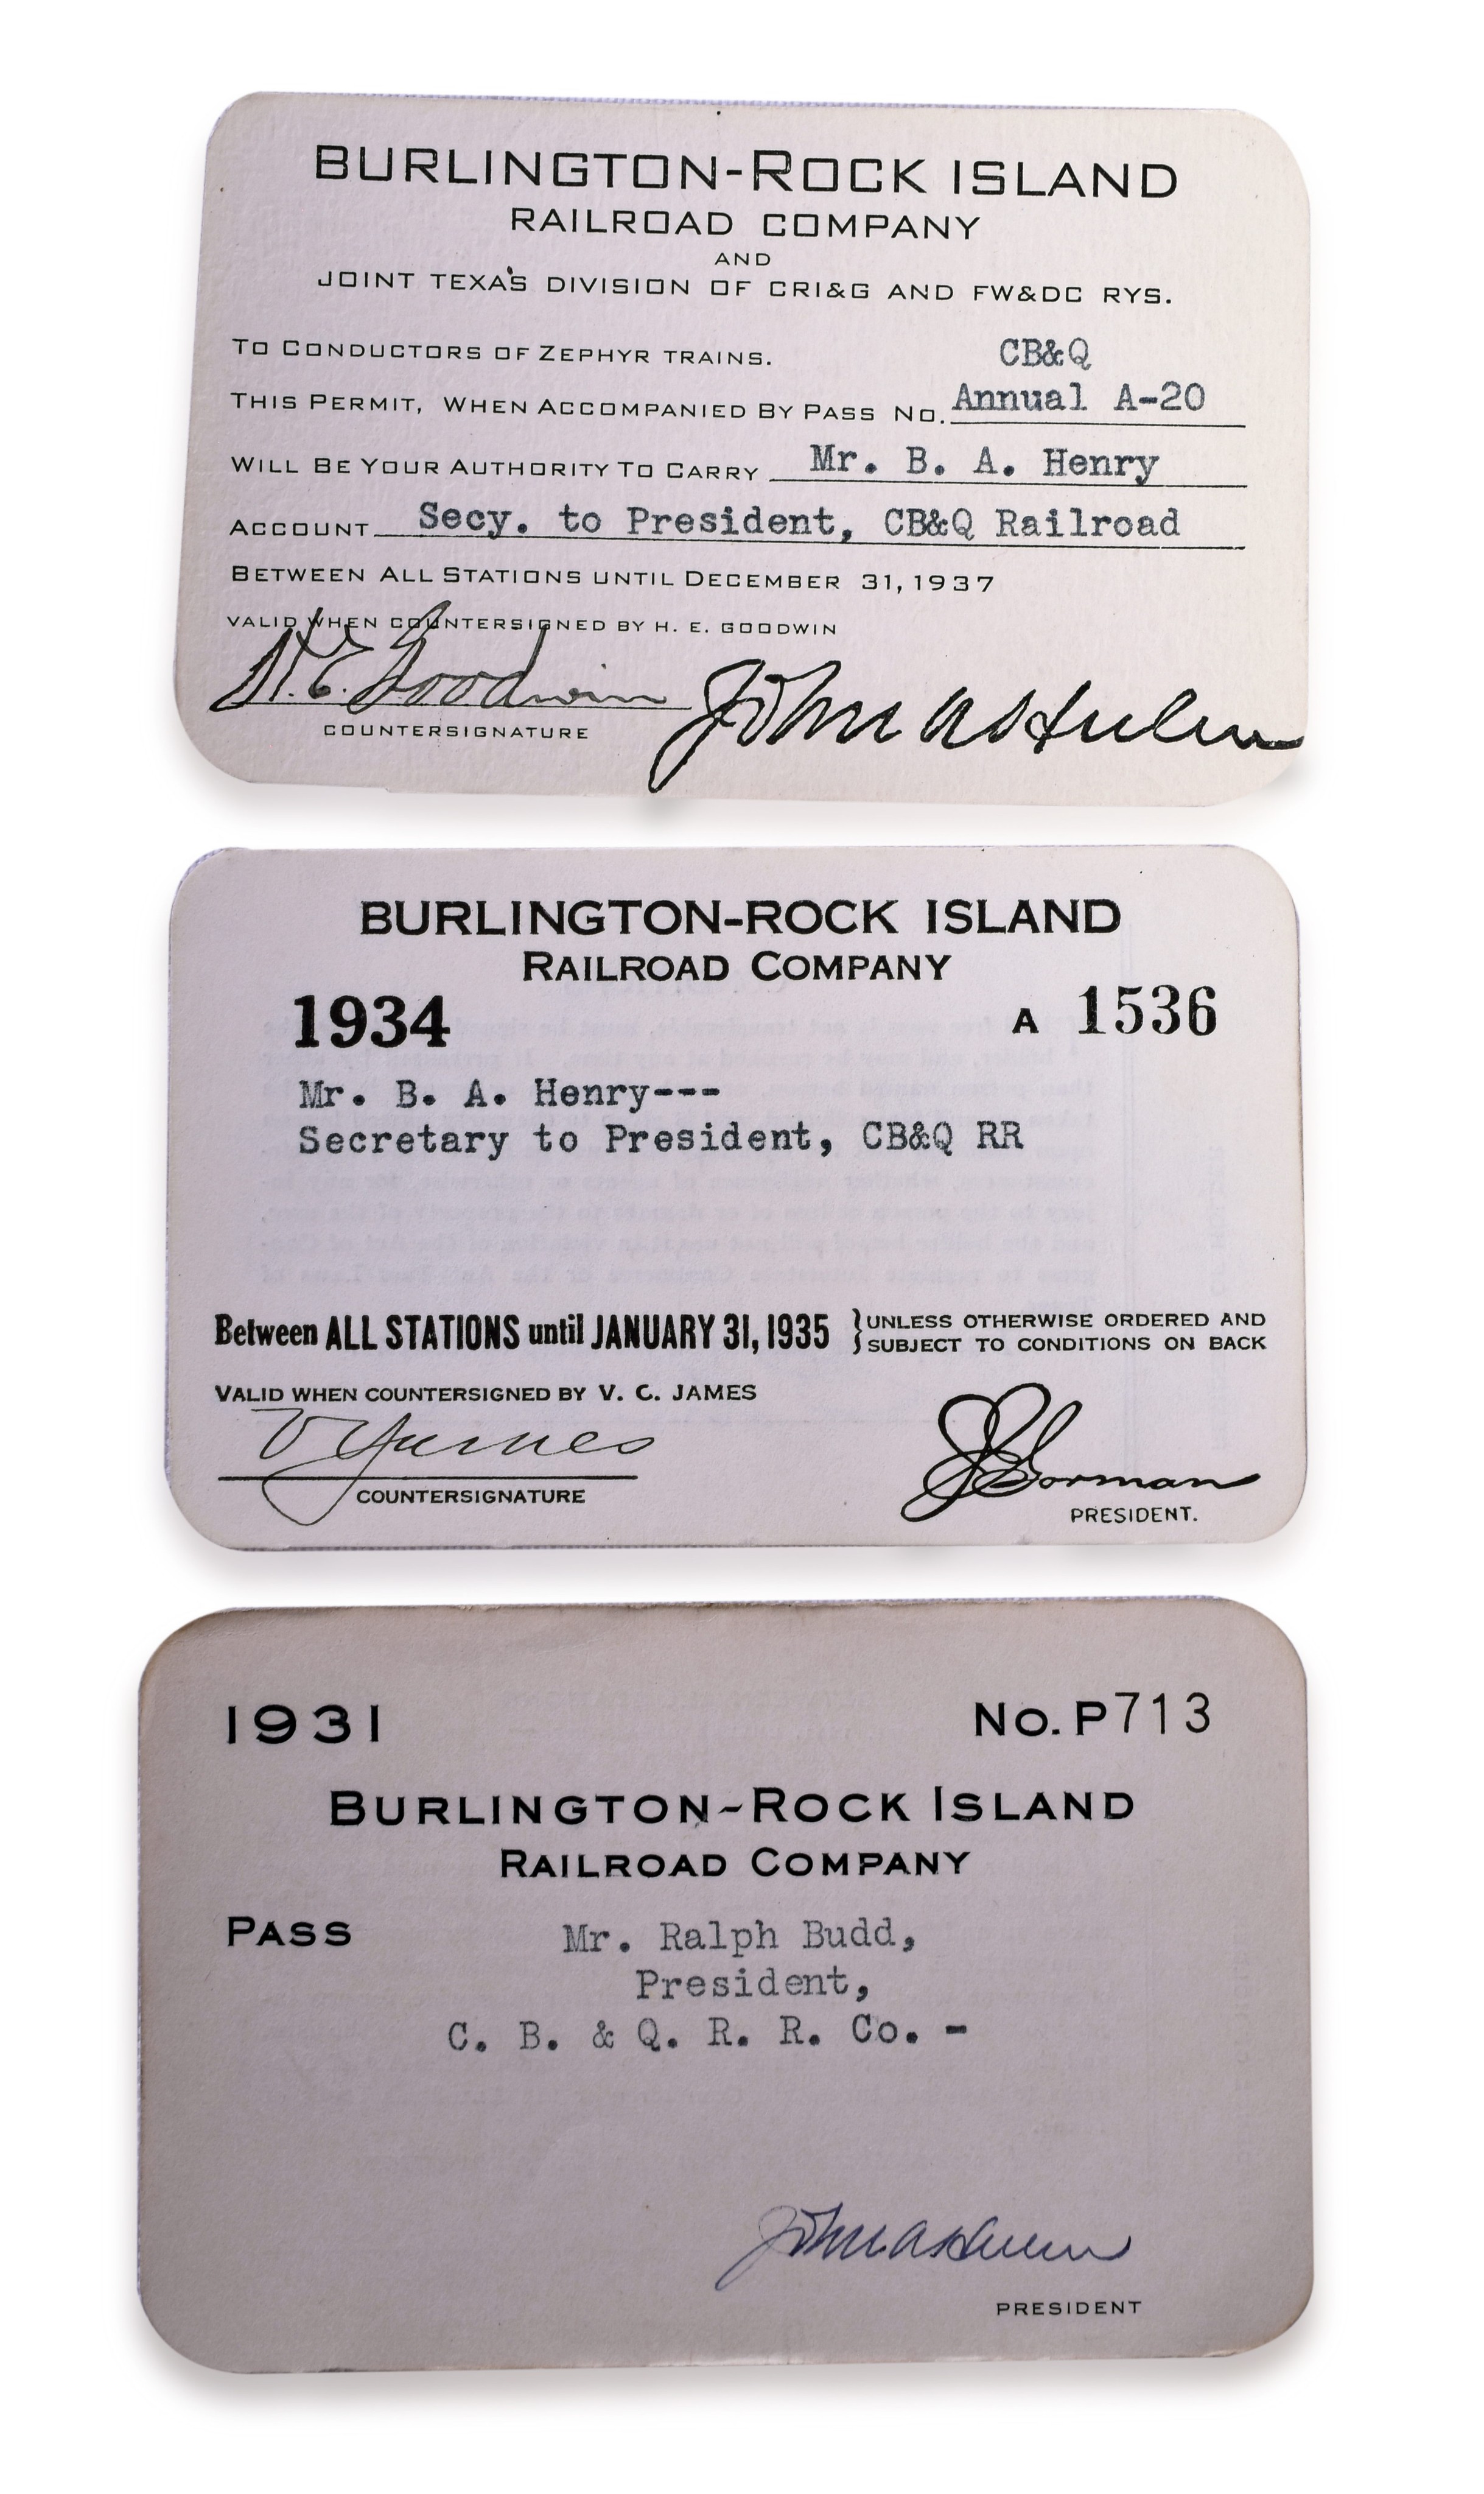 BURLINGTON-ROCK ISLAND
RAILROAD COMPANY
AND
JOINT TEXAS DIVISION OF CRI&G AND FW&DC RYS.
TO CONDUCTORS OF ZEPHYR TRAINS. CB&Q
THIS PERMIT, WHEN ACCOMPANIED BY PASS NO. Annual A-20
WILL BE YOUR AUTHORITY TO CARRY Mr. B. A. Henry
ACCOUNT Secy. to President, CB&Q Railroad
BETWEEN ALL STATIONS UNTIL DECEMBER 31, 1937
VALID WHEN COUNTERSIGNED BY H. E. GOODWIN
H. E. Goodwin John A Hulen
COUNTERSIGNATURE
BURLINGTON-ROCK ISLAND
RAILROAD COMPANY
1934 A 1536
Mr. B. A. Henry---
Secretary to President, CB&Q RR
Between ALL STATIONS until JANUARY 31, 1935 } UNLESS OTHERWISE ORDERED AND
SUBJECT TO CONDITIONS ON BACK
VALID WHEN COUNTERSIGNED BY V. C. JAMES
V C James Gorman
COUNTERSIGNATURE
PRESIDENT.
1931 No. P713
BURLINGTON-ROCK ISLAND
RAILROAD COMPANY
PASS Mr. Ralph Budd,
President,
C. B. & Q. R. R. Co. -
John A Hulen
PRESIDENT